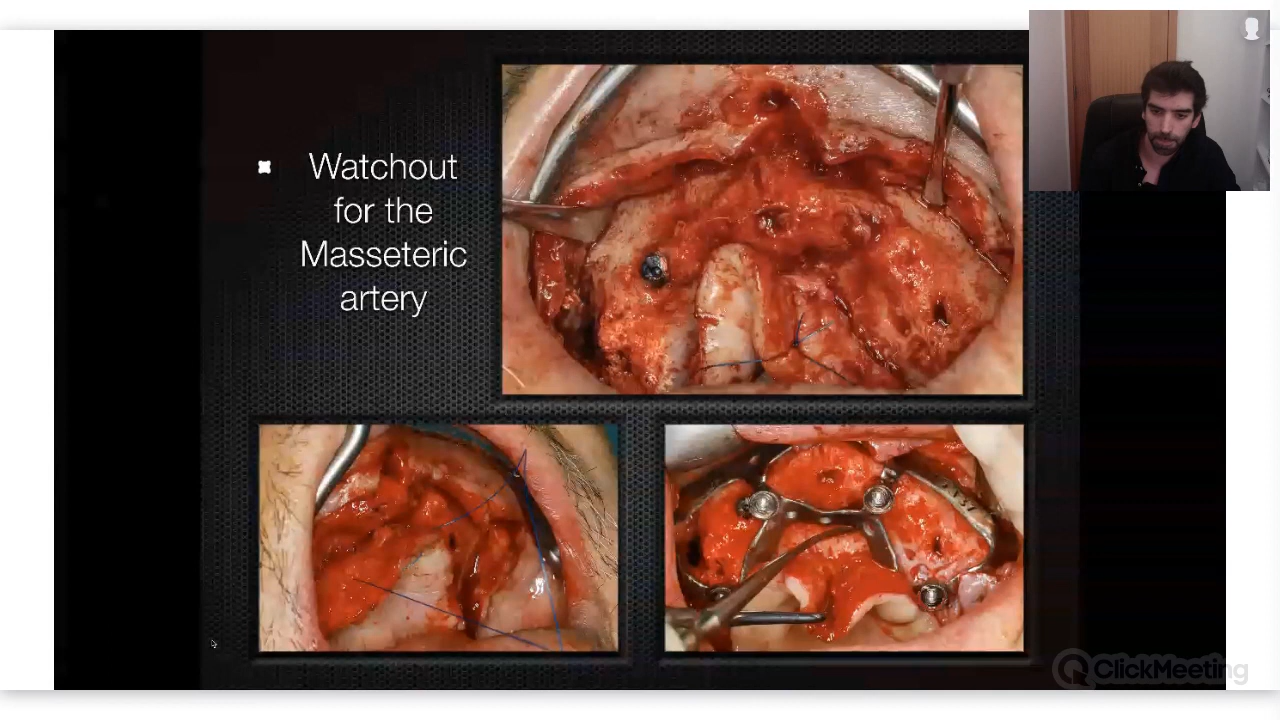 Watchout
for the
Masseteric
artery
ClickMeeting